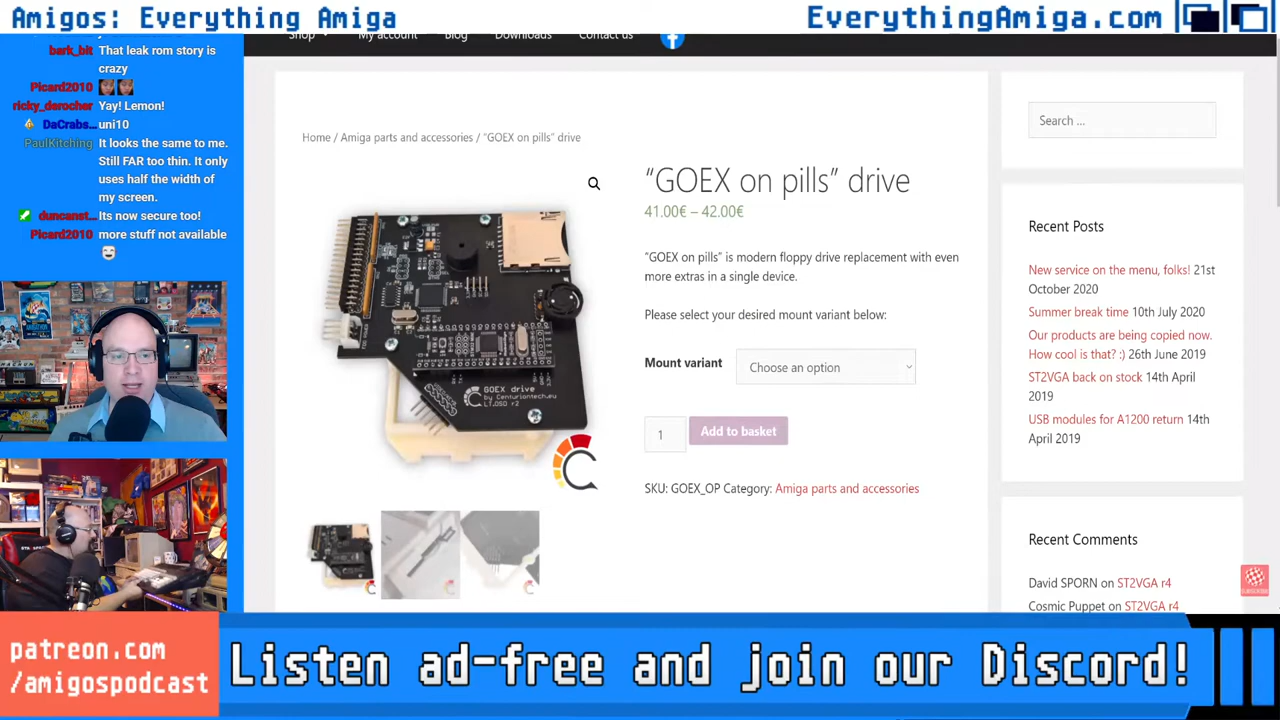 Amigos: Everything Amiga
EverythingAmiga.com
Shop My account Blog Downloads Contact us
bark_bit That leak rom story is
crazy
Picard2010
ricky_derocher Yay! Lemon!
DaCrabs... uni10
PaulKitching It looks the same to me.
Still FAR too thin. It only
uses half the width of
my screen.
duncanst... Its now secure too!
Picard2010 more stuff not available
Home / Amiga parts and accessories / "GOEX on pills" drive
“GOEX on pills” drive
41.00€ – 42.00€
“GOEX on pills” is modern floppy drive replacement with even
more extras in a single device.
Please select your desired mount variant below:
Mount variant Choose an option
1 Add to basket
SKU: GOEX_OP Category: Amiga parts and accessories
GOEX drive
by Centuriontech.eu
LT.OSO r2
Search ...
Recent Posts
New service on the menu, folks! 21st
October 2020
Summer break time 10th July 2020
Our products are being copied now.
How cool is that? :) 26th June 2019
ST2VGA back on stock 14th April
2019
USB modules for A1200 return 14th
April 2019
Recent Comments
David SPORN on ST2VGA r4
Cosmic Puppet on ST2VGA r4
SUBSCRIBE
patreon.com
/amigospodcast
Listen ad-free and join our Discord!